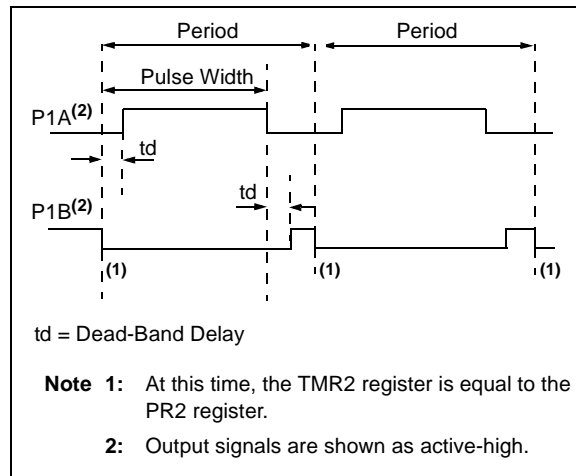 Period Period
Pulse Width
P1A(2)
td
td
P1B(2)
(1) (1) (1)
td = Dead-Band Delay
Note 1: At this time, the TMR2 register is equal to the
PR2 register.
2: Output signals are shown as active-high.